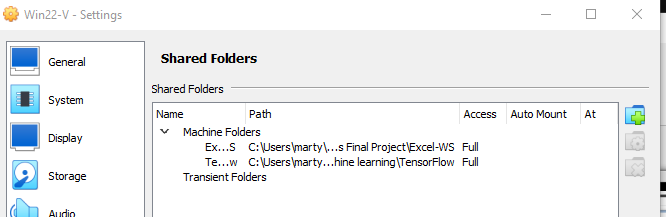 Win22-V - Settings
General
System
Display
Storage
Audio
Shared Folders
Shared Folders
Name Path Access Auto Mount At
Machine Folders
Ex...S C:\Users\marty\...s Final Project\Excel-WS Full
Te...w C:\Users\marty...hine learning\TensorFlow Full
Transient Folders